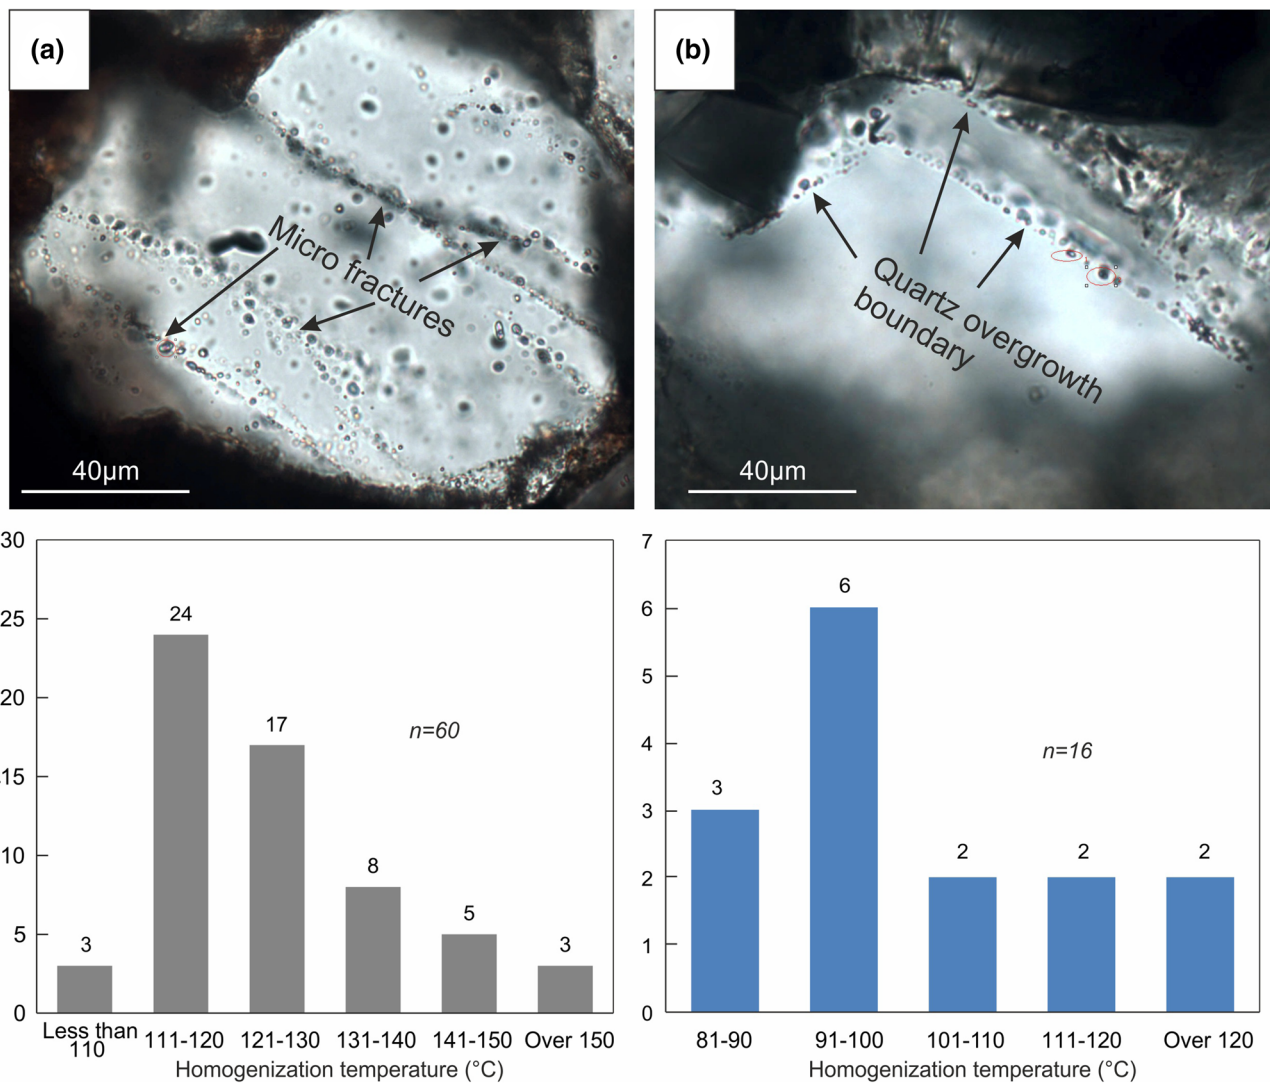 (a)
Micro fractures
40µm
(b)
Quartz overgrowth
boundary
40µm
30
25
20
15
10
5
0
3
24
17
8
5
3
n=60
Less than
110
111-120
121-130
131-140
141-150
Over 150
Homogenization temperature (°C)
7
6
5
4
3
2
1
0
3
6
2
2
2
n=16
81-90
91-100
101-110
111-120
Over 120
Homogenization temperature (°C)